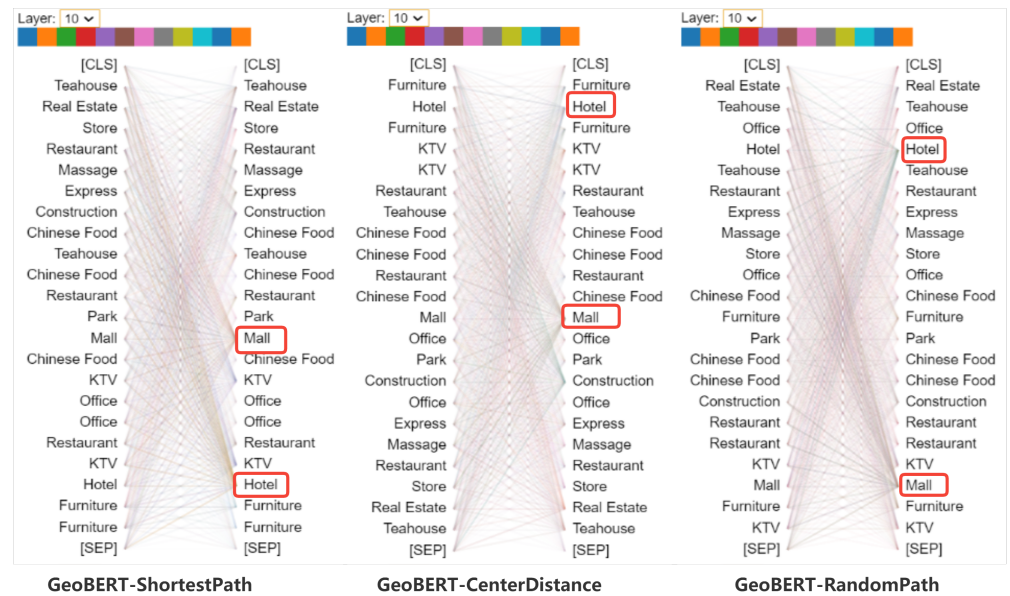 Layer: 10
[CLS] [CLS]
Teahouse Teahouse
Real Estate Real Estate
Store Store
Restaurant Restaurant
Massage Massage
Express Express
Construction Construction
Chinese Food Chinese Food
Teahouse Teahouse
Chinese Food Chinese Food
Restaurant Restaurant
Park Park
Mall Mall
Chinese Food Chinese Food
KTV KTV
Office Office
Office Office
Restaurant Restaurant
KTV KTV
Hotel Hotel
Furniture Furniture
Furniture Furniture
[SEP] [SEP]
GeoBERT-ShortestPath
Layer: 10
[CLS] [CLS]
Furniture Furniture
Hotel Hotel
Furniture Furniture
KTV KTV
KTV KTV
Restaurant Restaurant
Teahouse Teahouse
Chinese Food Chinese Food
Chinese Food Chinese Food
Restaurant Restaurant
Chinese Food Chinese Food
Mall Mall
Office Office
Park Park
Construction Construction
Office Office
Express Express
Massage Massage
Restaurant Restaurant
Store Store
Real Estate Real Estate
Teahouse Teahouse
[SEP] [SEP]
GeoBERT-CenterDistance
Layer: 10
[CLS] [CLS]
Real Estate Real Estate
Teahouse Teahouse
Office Office
Hotel Hotel
Teahouse Teahouse
Restaurant Restaurant
Express Express
Massage Massage
Store Store
Office Office
Chinese Food Chinese Food
Furniture Furniture
Park Park
Chinese Food Chinese Food
Chinese Food Chinese Food
Construction Construction
Restaurant Restaurant
Restaurant Restaurant
KTV KTV
Mall Mall
Furniture Furniture
KTV KTV
[SEP] [SEP]
GeoBERT-RandomPath